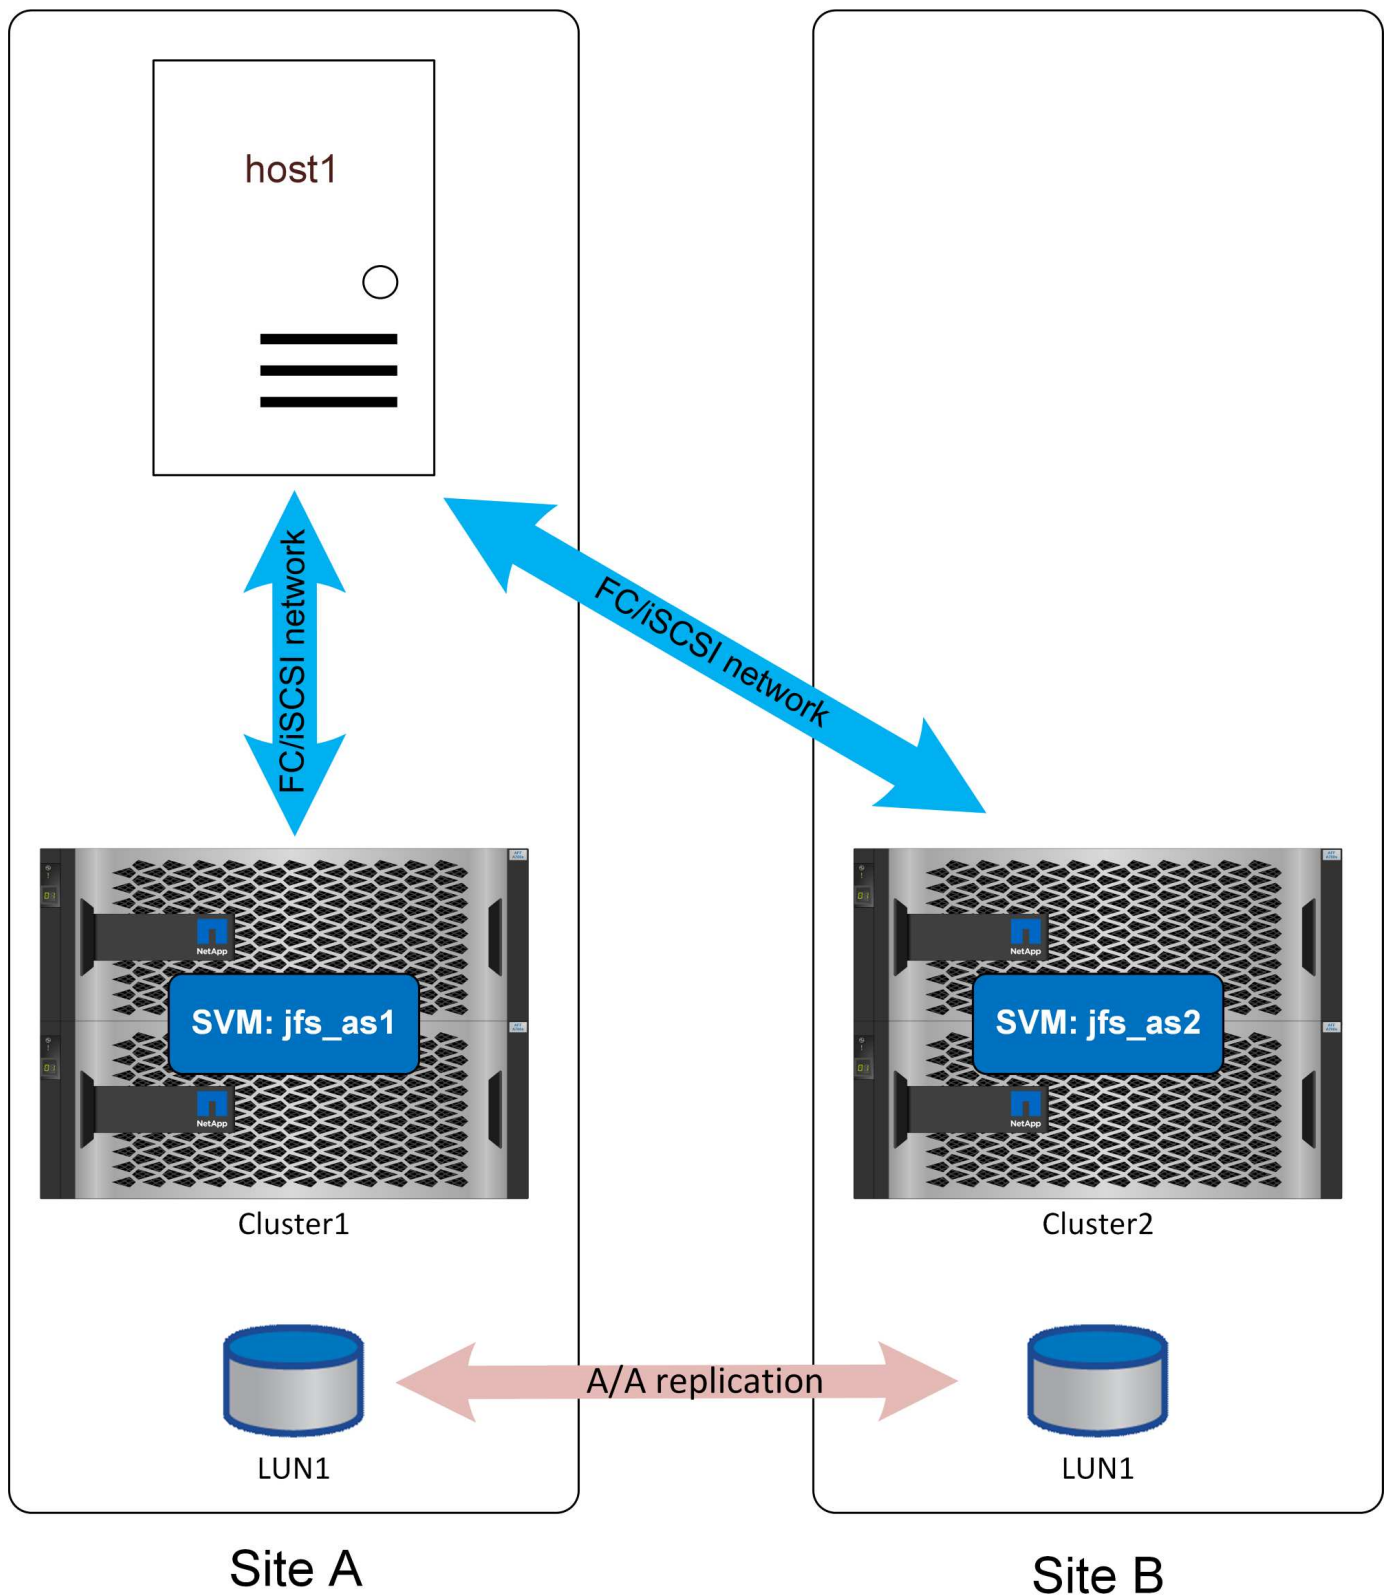 host1
FC/iSCSI network
FC/iSCSI network
NetApp
SVM: jfs_as1
NetApp
Cluster1
NetApp
SVM: jfs_as2
NetApp
Cluster2
A/A replication
LUN1
LUN1
Site A
Site B